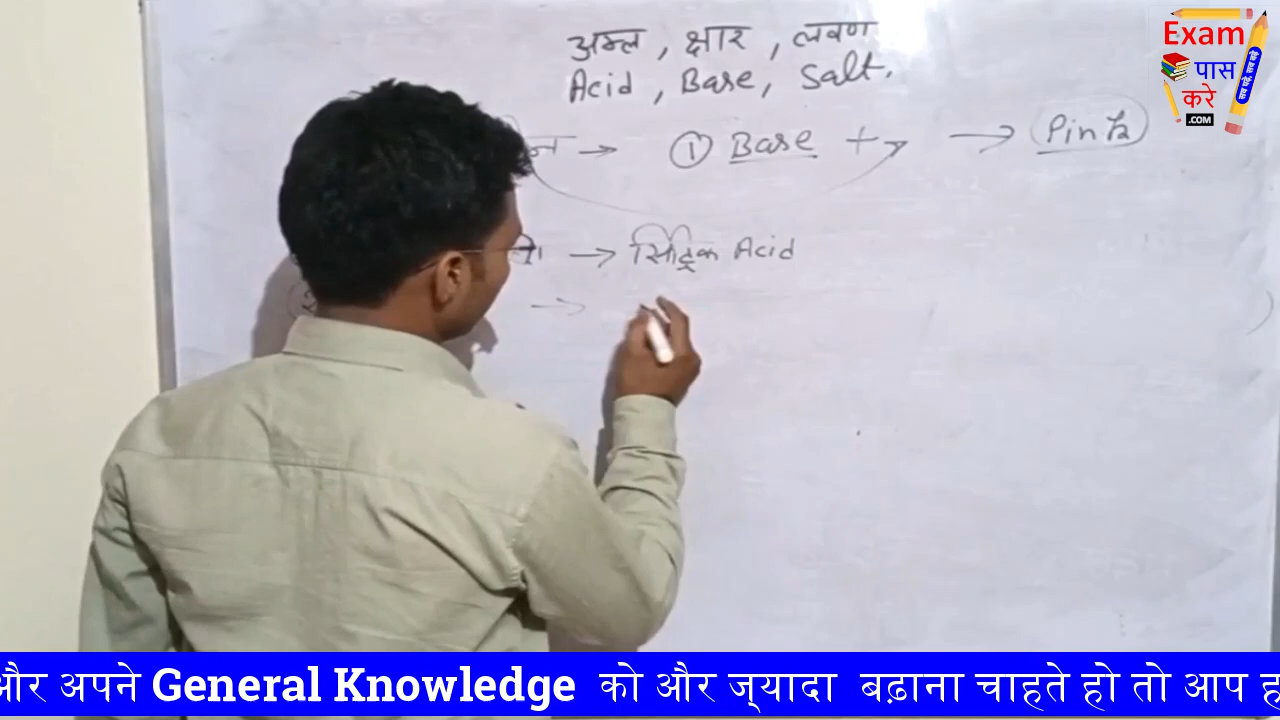 अम्ल, क्षार, लवण
Acid, Base, Salt.
→ ① Base + → Pink
→ सिट्रिक Acid
→
Exam
पास
करे
.COM
और अपने General Knowledge को और ज्यादा बढ़ाना चाहते हो तो आप ह